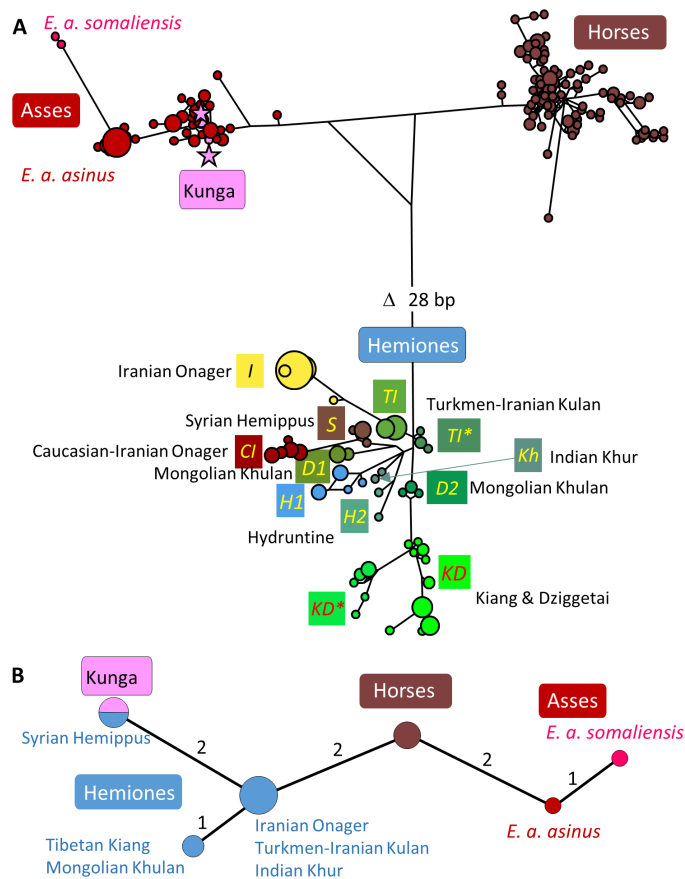 A
E. a. somaliensis
Horses
Asses
E. a. asinus
Kunga
Δ 28 bp
Hemiones
Iranian Onager
I
TI
Turkmen-Iranian Kulan
Syrian Hemippus
S
TI*
Caucasian-Iranian Onager
CI
Kh
Indian Khur
Mongolian Khulan
D1
D2
Mongolian Khulan
H1
H2
Hydruntine
KD
KD*
Kiang & Dziggetai
B
Kunga
Horses
Asses
E. a. somaliensis
Syrian Hemippus
2
2
2
1
Hemiones
1
Iranian Onager
Turkmen-Iranian Kulan
Indian Khur
E. a. asinus
Tibetan Kiang
Mongolian Khulan